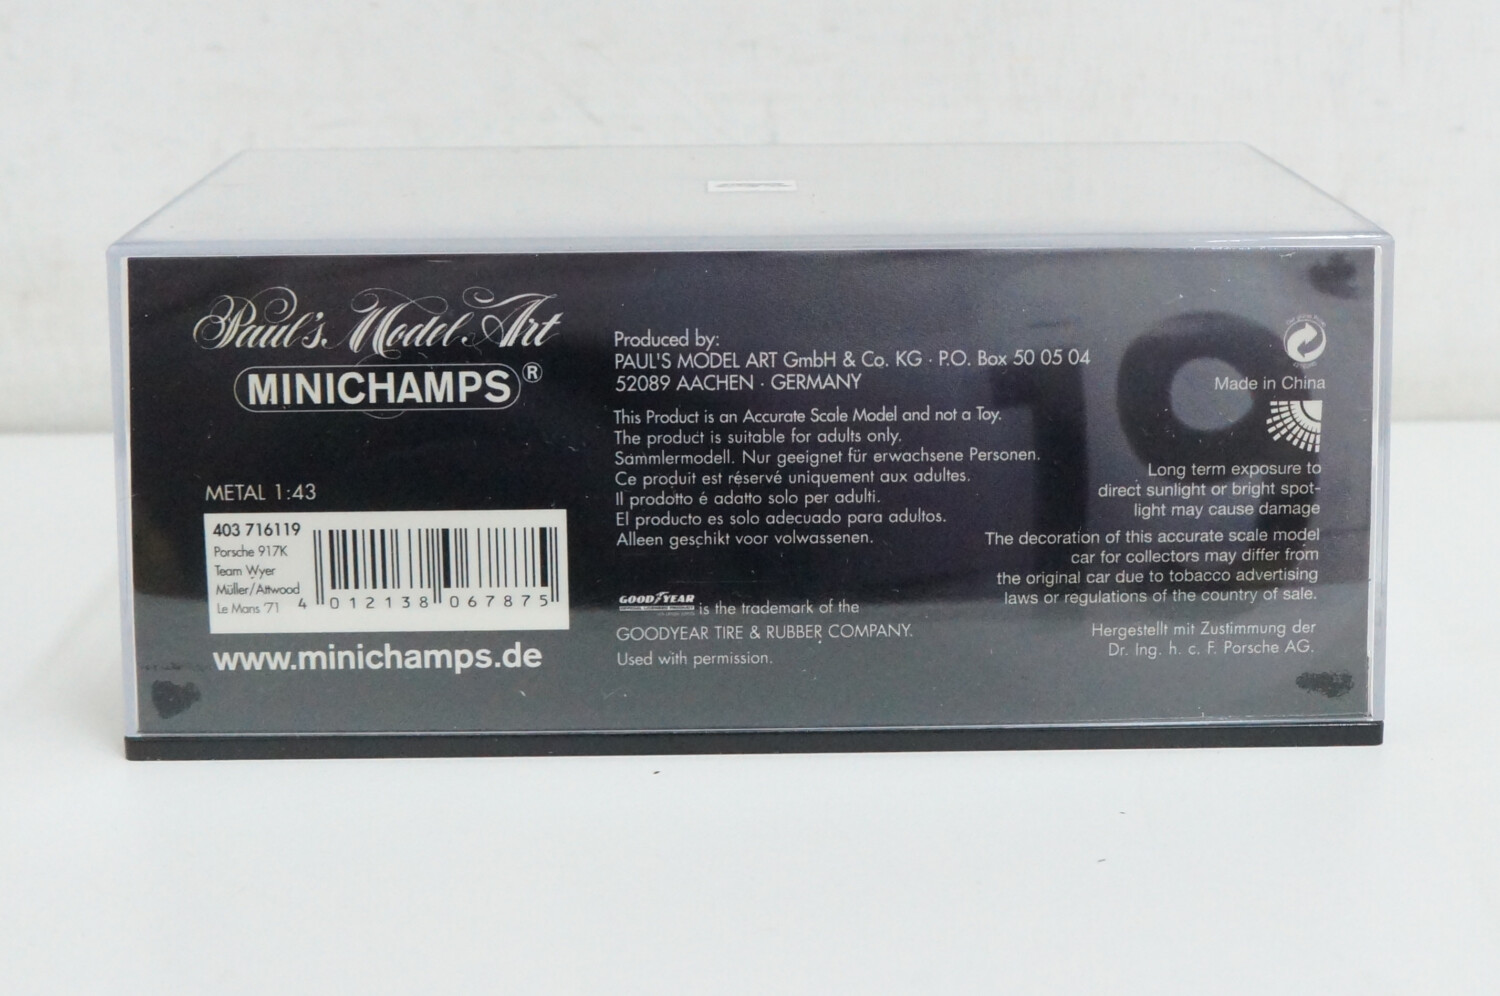 Paul's Model Art
MINICHAMPS®
METAL 1:43
403 716119
Porsche 917K
Team Wyer
Müller/Attwood
Le Mans '71
4 012138 067875
www.minichamps.de
Produced by:
PAUL'S MODEL ART GmbH & Co. KG · P.O. Box 50 05 04
52089 AACHEN · GERMANY
This Product is an Accurate Scale Model and not a Toy.
The product is suitable for adults only.
Sammlermodell. Nur geeignet für erwachsene Personen.
Ce produit est réservé uniquement aux adultes.
Il prodotto é adatto solo per adulti.
El producto es solo adecuado para adultos.
Alleen geschikt voor volwassenen.
GOODYEAR is the trademark of the
GOODYEAR TIRE & RUBBER COMPANY.
Used with permission.
19
Made in China
Long term exposure to
direct sunlight or bright spot-
light may cause damage
The decoration of this accurate scale model
car for collectors may differ from
the original car due to tobacco advertising
laws or regulations of the country of sale.
Hergestellt mit Zustimmung der
Dr. Ing. h. c. F. Porsche AG.